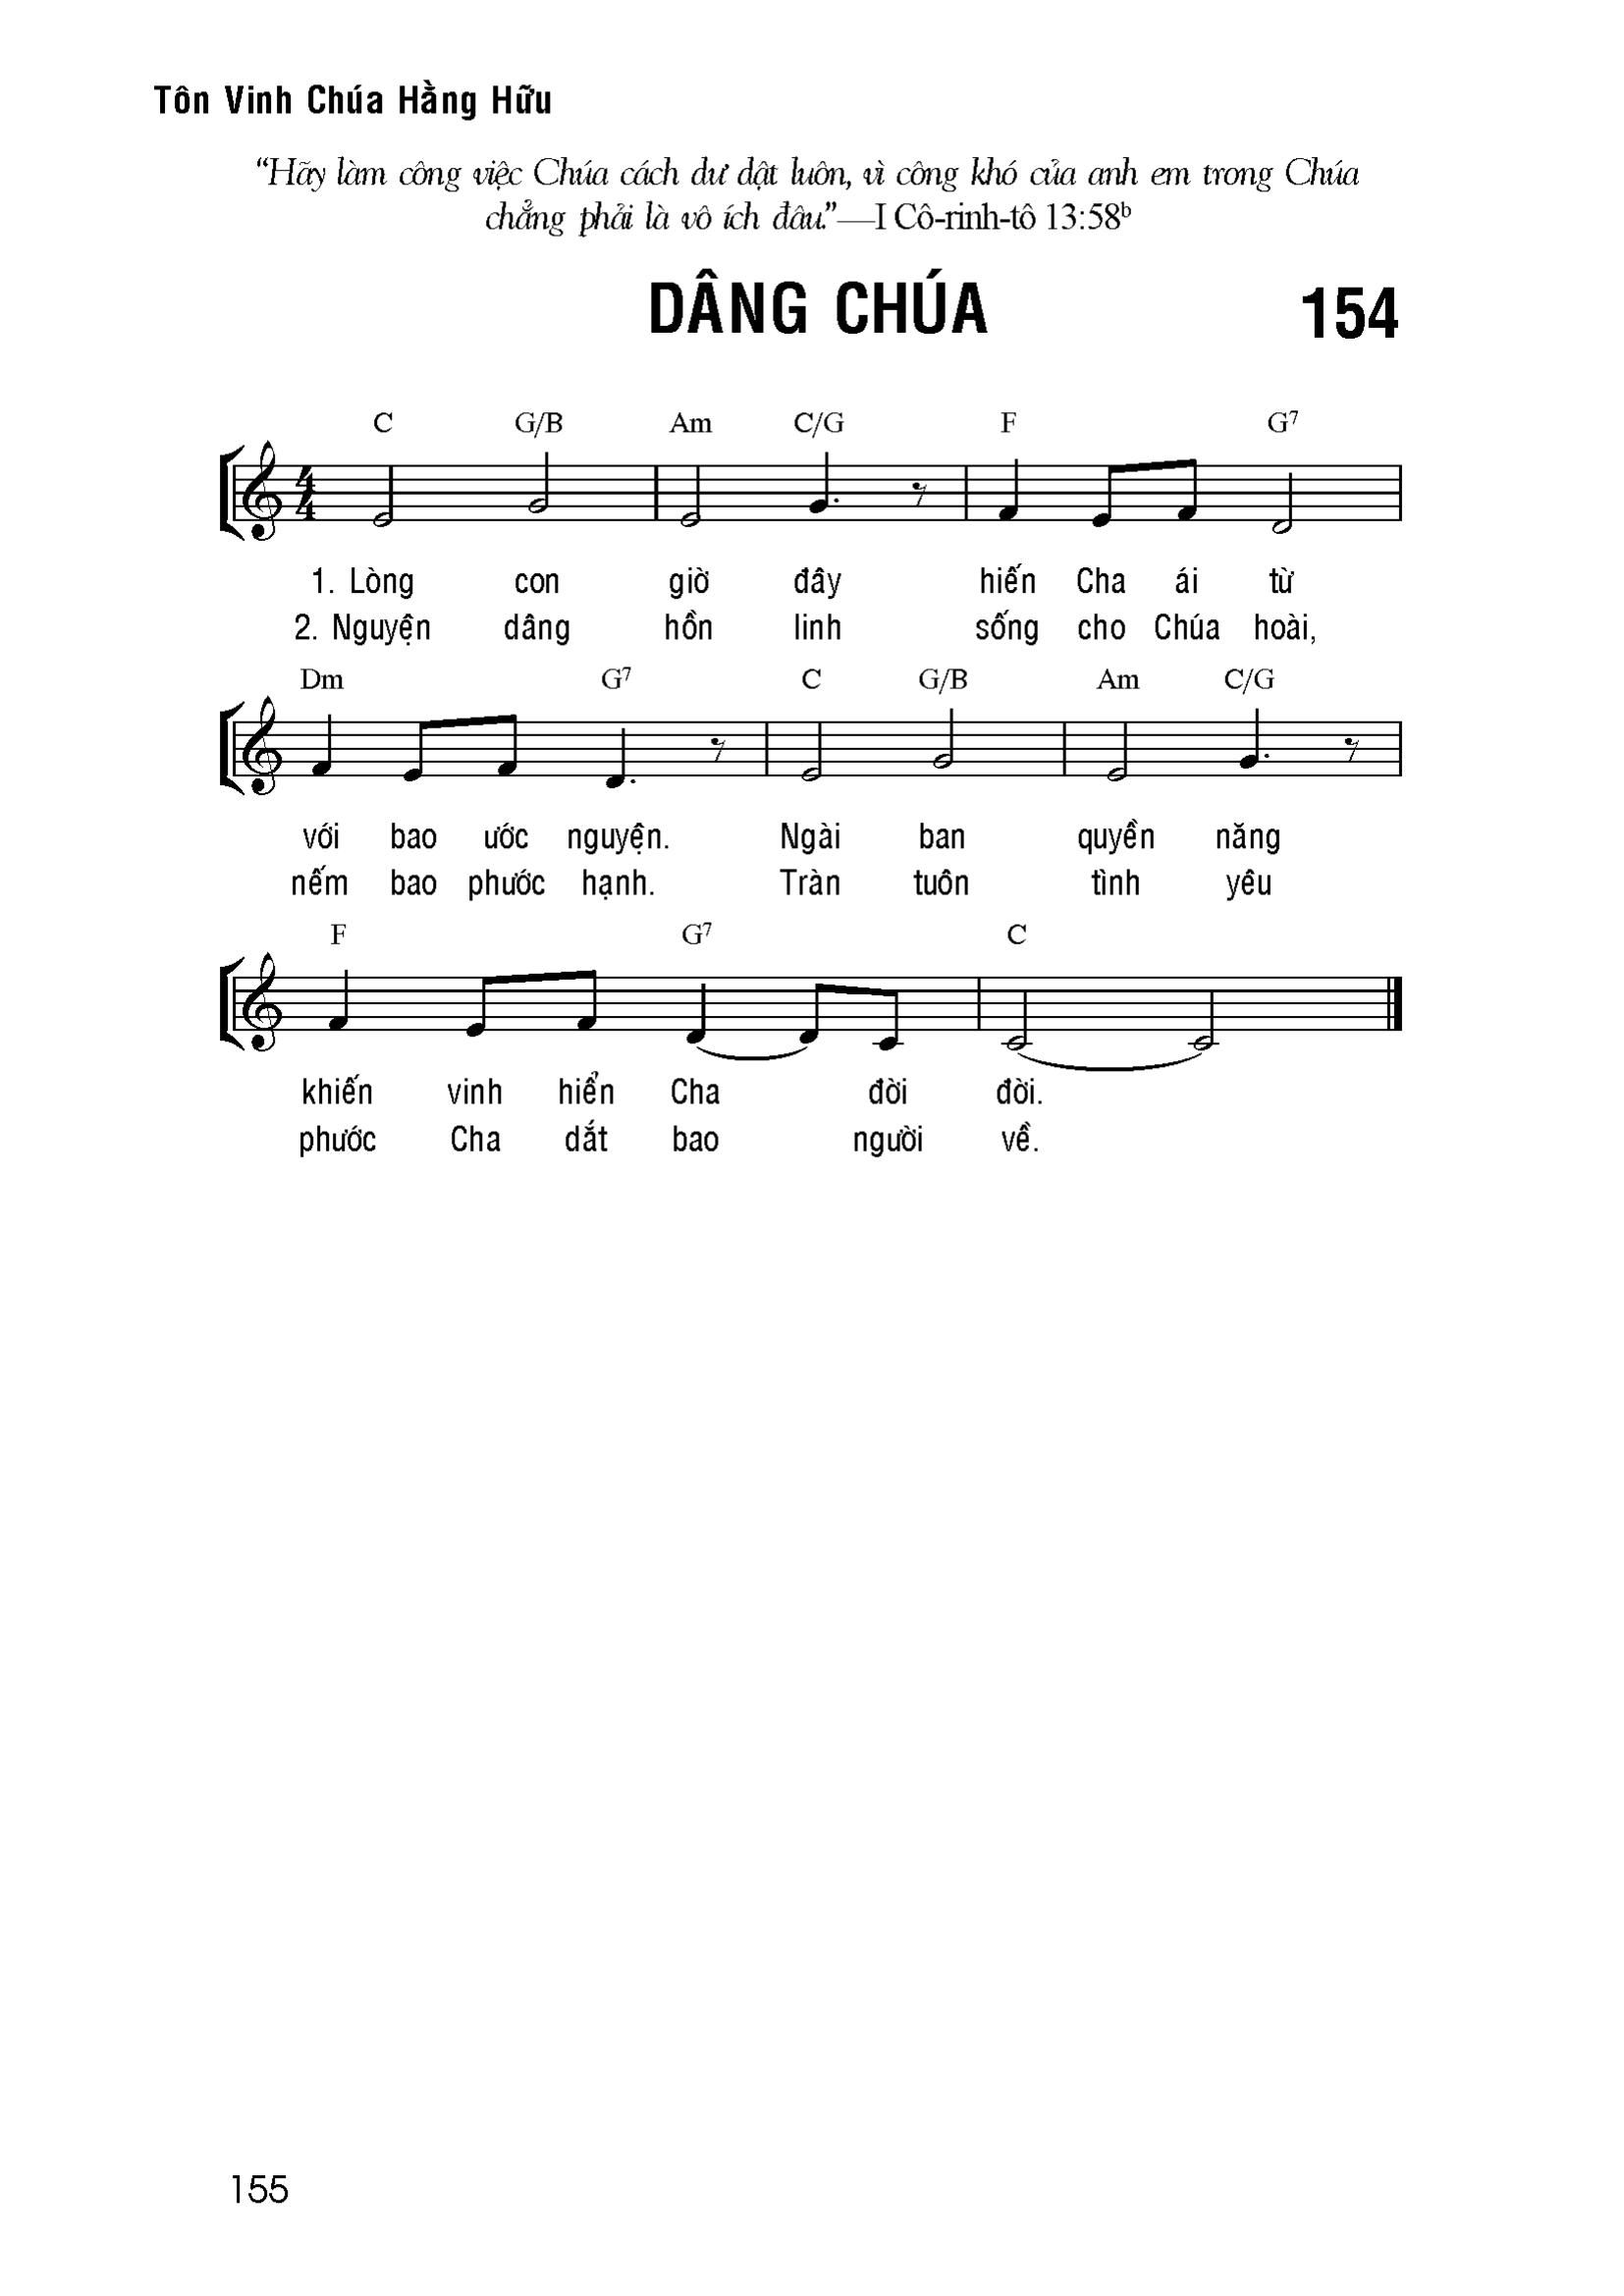 Tôn Vinh Chúa Hằng Hữu
“Hãy làm công việc Chúa cách dư dật luôn, vì công khó của anh em trong Chúa
chẳng phải là vô ích đâu.”—I Cô-rinh-tô 13:58ᵇ
DÂNG CHÚA 154
C G/B Am C/G F G7
1. Lòng con giờ đây hiến Cha ái từ
2. Nguyện dâng hồn linh sống cho Chúa hoài,
Dm G7 C G/B Am C/G
với bao ước nguyện. Ngài ban quyền năng
nếm bao phước hạnh. Tràn tuôn tình yêu
F G7 C
khiến vinh hiển Cha đời đời.
phước Cha dắt bao người về.
155